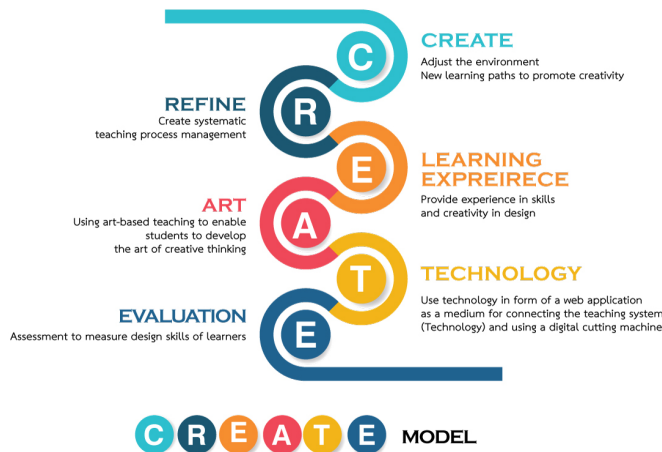 C
CREATE
Adjust the environment
New learning paths to promote creativity
R
REFINE
Create systematic
teaching process management
E
LEARNING
EXPREIRECE
Provide experience in skills
and creativity in design
A
ART
Using art-based teaching to enable
students to develop
the art of creative thinking
T
TECHNOLOGY
Use technology in form of a web application
as a medium for connecting the teaching system
(Technology) and using a digital cutting machine
E
EVALUATION
Assessment to measure design skills of learners
C R E A T E MODEL